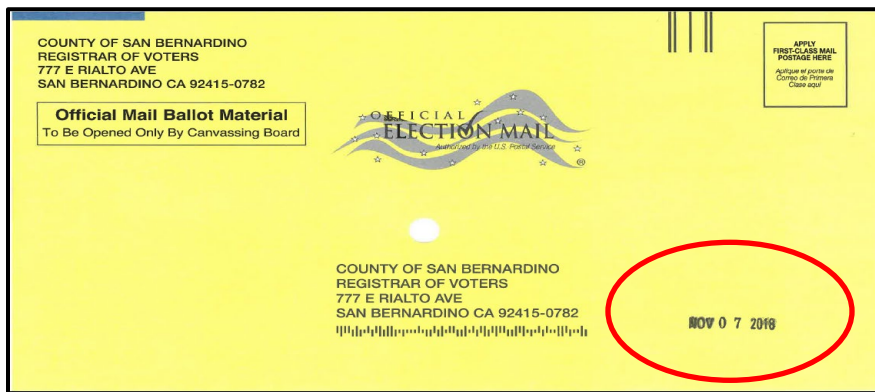 COUNTY OF SAN BERNARDINO
REGISTRAR OF VOTERS
777 E RIALTO AVE
SAN BERNARDINO CA 92415-0782
Official Mail Ballot Material
To Be Opened Only By Canvassing Board
OFFICIAL
ELECTION MAIL
Authorized by the U.S. Postal Service
®
APPLY
FIRST-CLASS MAIL
POSTAGE HERE
Aplique el porte de
Correo de Primera
Clase aquí
COUNTY OF SAN BERNARDINO
REGISTRAR OF VOTERS
777 E RIALTO AVE
SAN BERNARDINO CA 92415-0782
NOV 0 7 2018